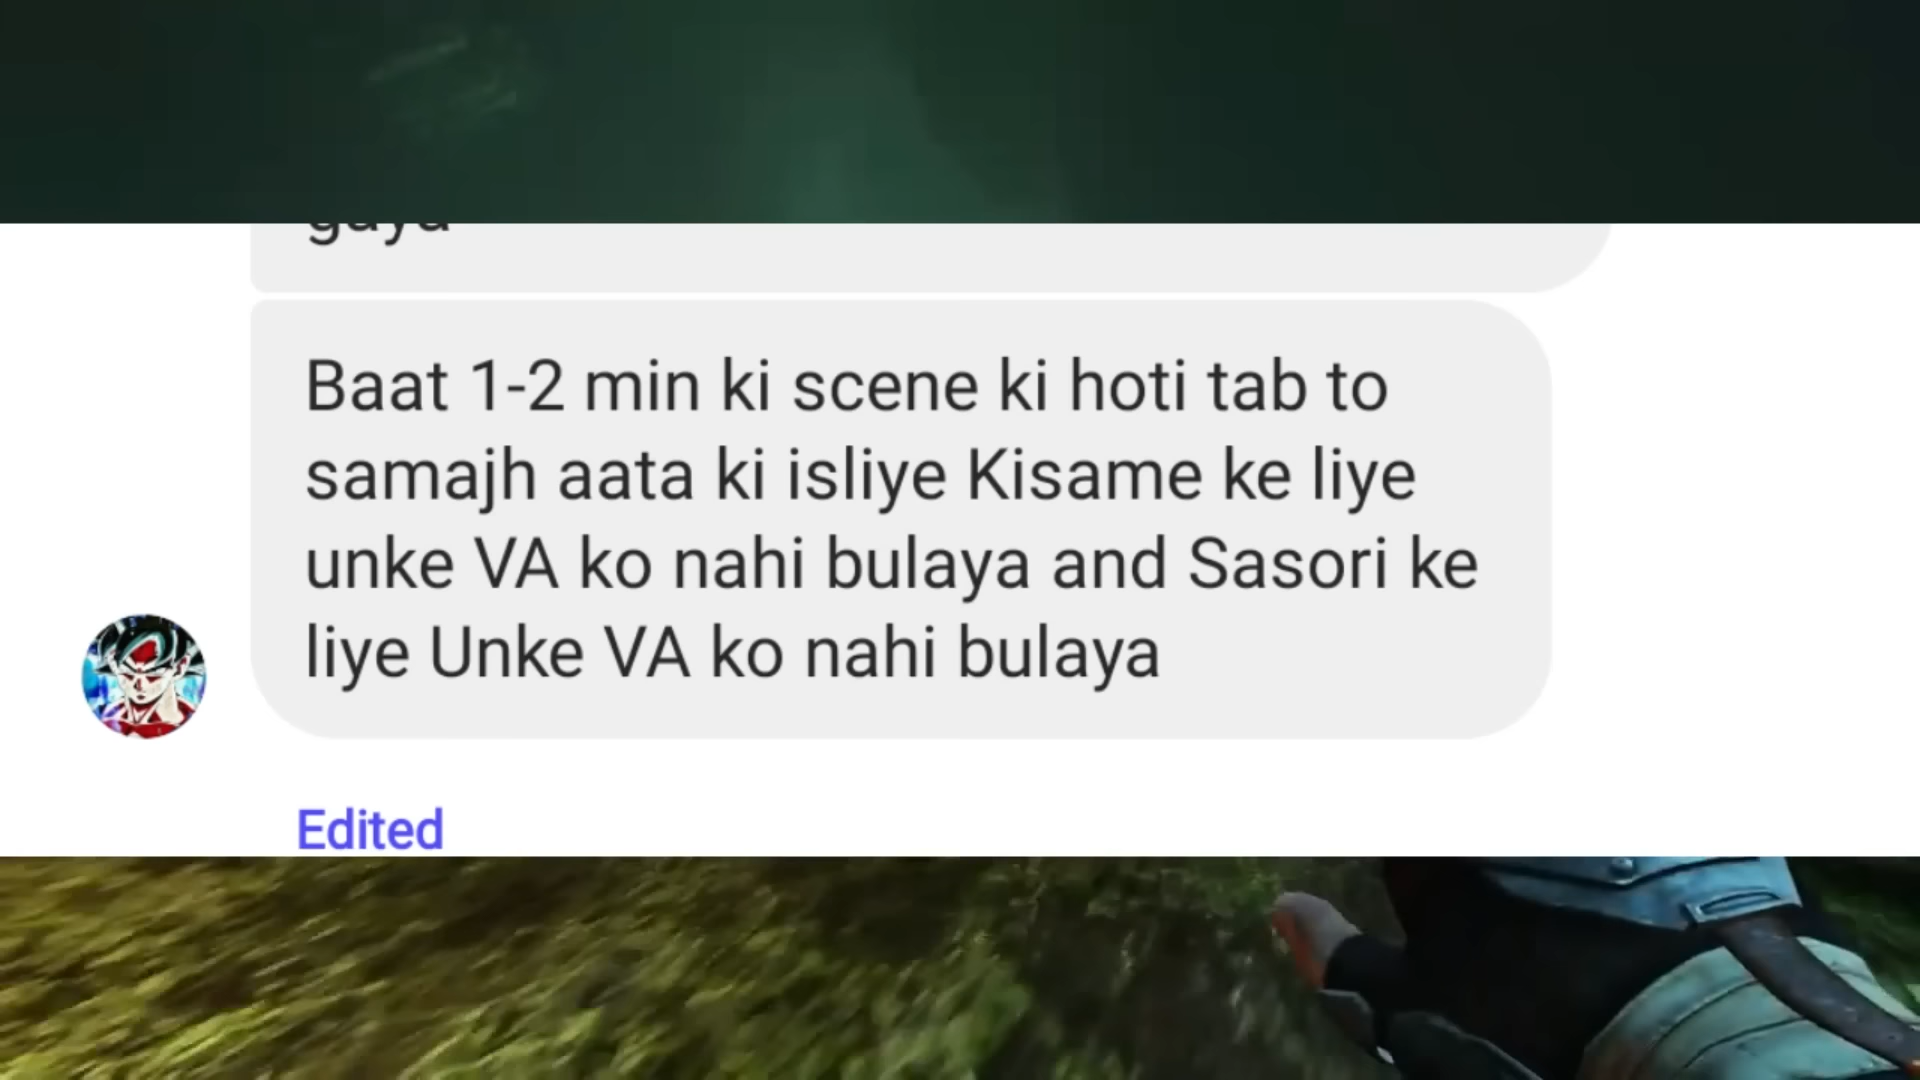 gaya
Baat 1-2 min ki scene ki hoti tab to
samajh aata ki isliye Kisame ke liye
unke VA ko nahi bulaya and Sasori ke
liye Unke VA ko nahi bulaya
Edited